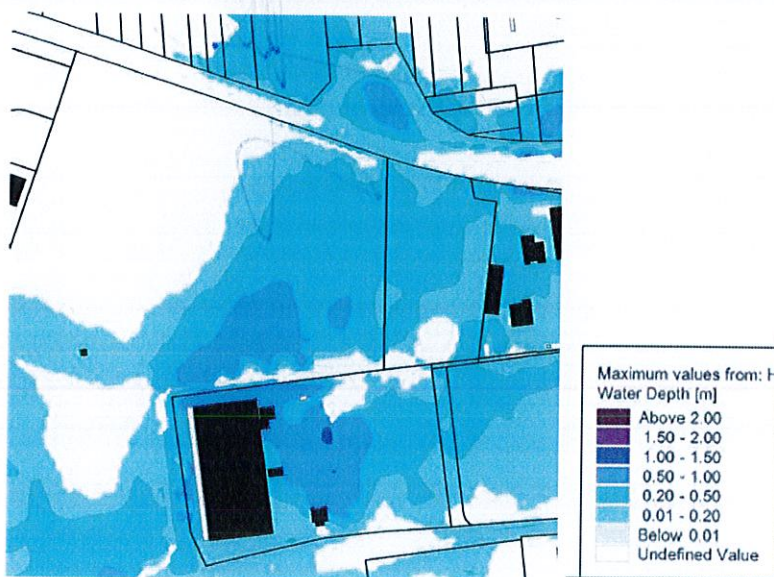 Maximum values from: H
Water Depth [m]
Above 2.00
1.50 - 2.00
1.00 - 1.50
0.50 - 1.00
0.20 - 0.50
0.01 - 0.20
Below 0.01
Undefined Value